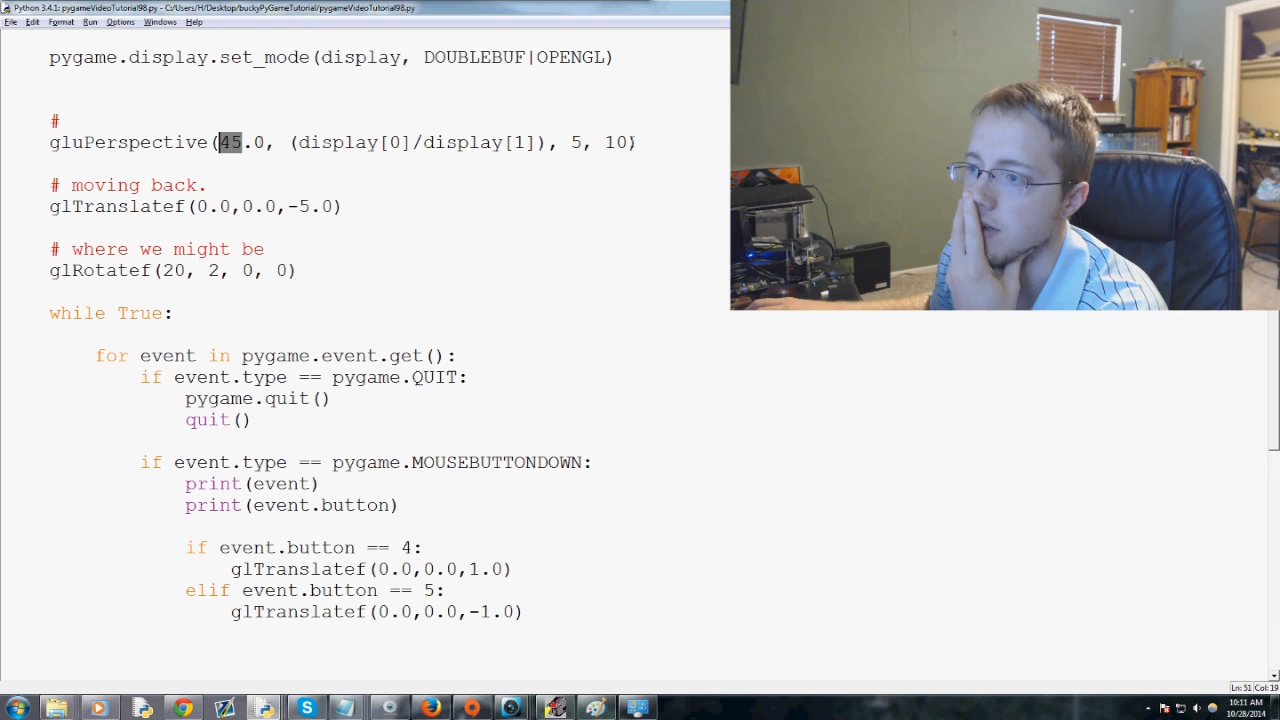 Python 3.4.1: pygameVideoTutorial98.py - C:/Users/H/Desktop/buckyPyGameTutorial/pygameVideoTutorial98.py
File Edit Format Run Options Windows Help
pygame.display.set_mode(display, DOUBLEBUF|OPENGL)
#
gluPerspective(45.0, (display[0]/display[1]), 5, 10)
# moving back.
glTranslatef(0.0,0.0,-5.0)
# where we might be
glRotatef(20, 2, 0, 0)
while True:
for event in pygame.event.get():
if event.type == pygame.QUIT:
pygame.quit()
quit()
if event.type == pygame.MOUSEBUTTONDOWN:
print(event)
print(event.button)
if event.button == 4:
glTranslatef(0.0,0.0,1.0)
elif event.button == 5:
glTranslatef(0.0,0.0,-1.0)
Ln: 51 Col: 19
10:11 AM
10/28/2014